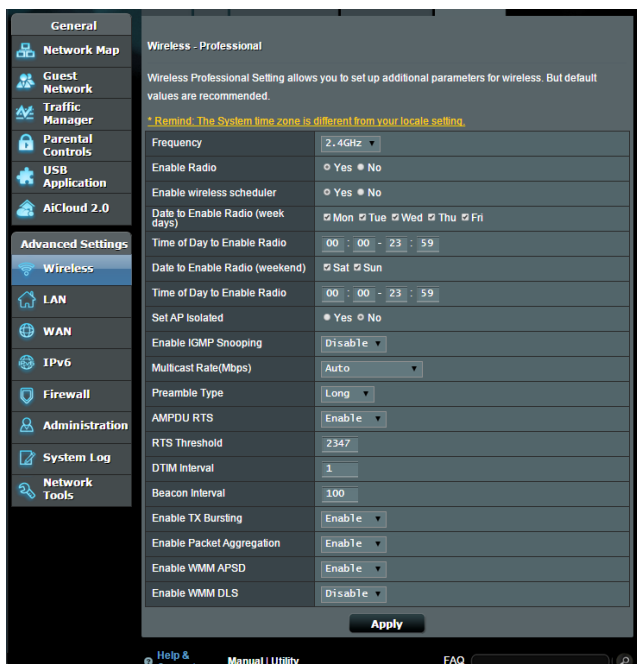 General
Network Map
Guest
Network
Traffic
Manager
Parental
Controls
USB
Application
AiCloud 2.0
Advanced Settings
Wireless
LAN
WAN
IPv6
Firewall
Administration
System Log
Network
Tools
Wireless - Professional
Wireless Professional Setting allows you to set up additional parameters for wireless. But default
values are recommended.
* Remind: The System time zone is different from your locale setting.
Frequency 2.4GHz
Enable Radio Yes No
Enable wireless scheduler Yes No
Date to Enable Radio (week
days) Mon Tue Wed Thu Fri
Time of Day to Enable Radio 00 : 00 - 23 : 59
Date to Enable Radio (weekend) Sat Sun
Time of Day to Enable Radio 00 : 00 - 23 : 59
Set AP Isolated Yes No
Enable IGMP Snooping Disable
Multicast Rate(Mbps) Auto
Preamble Type Long
AMPDU RTS Enable
RTS Threshold 2347
DTIM Interval 1
Beacon Interval 100
Enable TX Bursting Enable
Enable Packet Aggregation Enable
Enable WMM APSD Enable
Enable WMM DLS Disable
Apply
Help &
Manual | Utility
FAQ